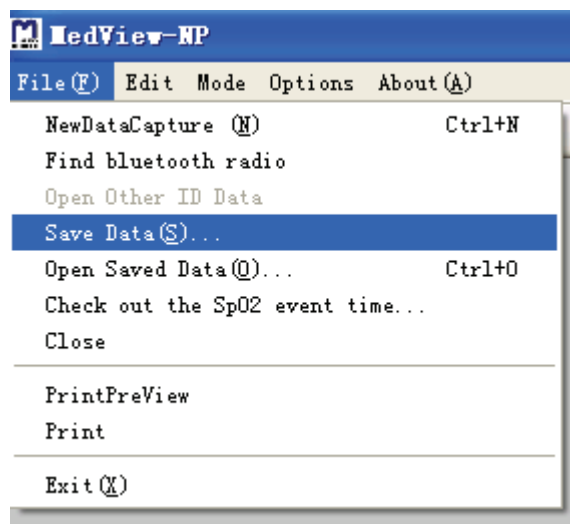 MedView-NP
File(F) Edit Mode Options About(A)
NewDataCapture (N) Ctrl+N
Find bluetooth radio
Open Other ID Data
Save Data(S)...
Open Saved Data(O)... Ctrl+O
Check out the SpO2 event time...
Close
PrintPreView
Print
Exit(X)